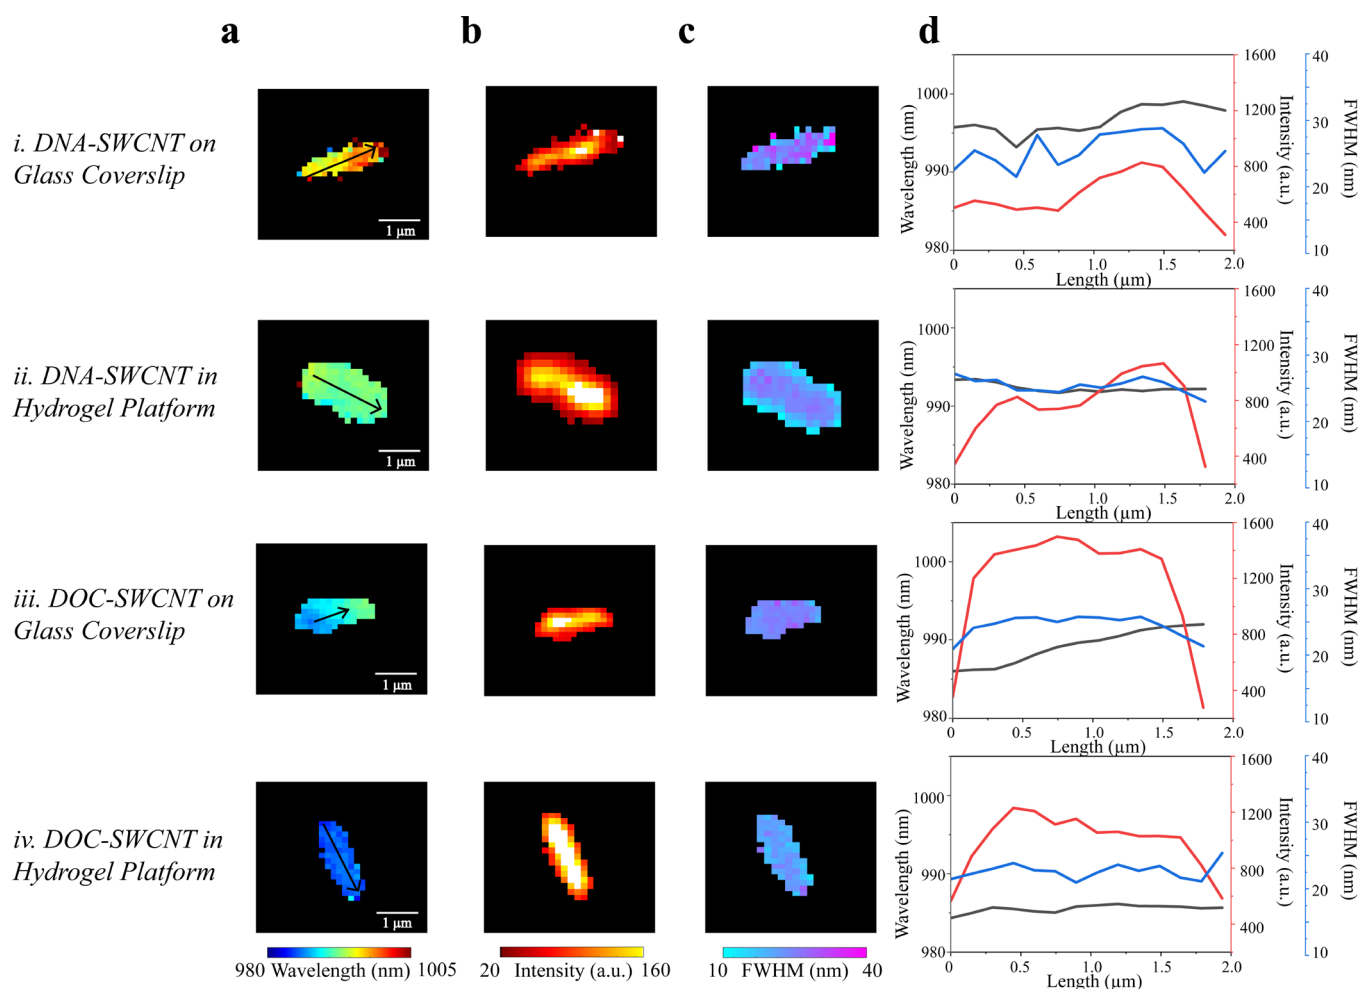 a b c d
i. DNA-SWCNT on
Glass Coverslip
1 μm
Wavelength (nm)
1000
990
980
0 0.5 1.0 1.5 2.0
Length (μm)
1600
1200
800
400
Intensity (a.u.)
40
30
20
10
FWHM (nm)
ii. DNA-SWCNT in
Hydrogel Platform
1 μm
Wavelength (nm)
1000
990
980
0 0.5 1.0 1.5 2.0
Length (μm)
1600
1200
800
400
Intensity (a.u.)
40
30
20
10
FWHM (nm)
iii. DOC-SWCNT on
Glass Coverslip
1 μm
Wavelength (nm)
1000
990
980
0 0.5 1.0 1.5 2.0
Length (μm)
1600
1200
800
400
Intensity (a.u.)
40
30
20
10
FWHM (nm)
iv. DOC-SWCNT in
Hydrogel Platform
1 μm
Wavelength (nm)
1000
990
980
0 0.5 1.0 1.5 2.0
Length (μm)
1600
1200
800
400
Intensity (a.u.)
40
30
20
10
FWHM (nm)
980 Wavelength (nm) 1005
20 Intensity (a.u.) 160
10 FWHM (nm) 40